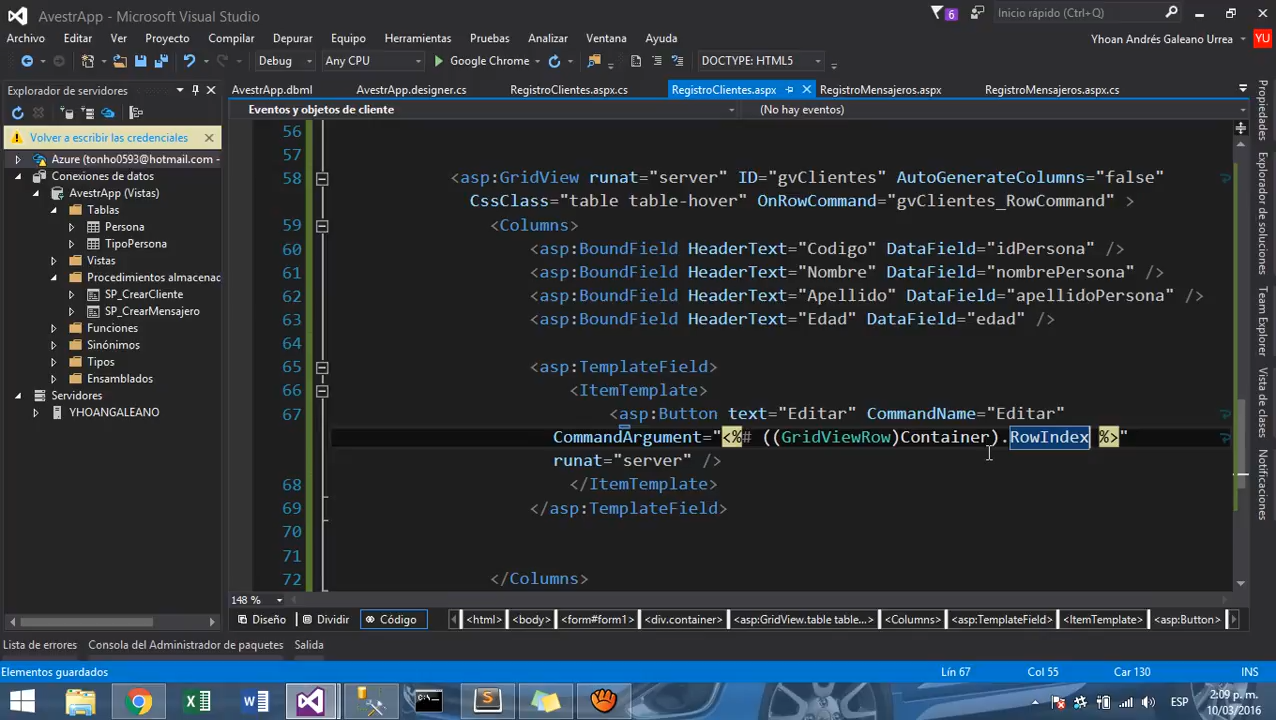 AvestrApp - Microsoft Visual Studio
6
Inicio rápido (Ctrl+Q)
Archivo Editar Ver Proyecto Compilar Depurar Equipo Herramientas Pruebas Analizar Ventana Ayuda
Yhoan Andrés Galeano Urrea YU
Debug Any CPU Google Chrome DOCTYPE: HTML5
Explorador de servidores
AvestrApp.dbml AvestrApp.designer.cs RegistroClientes.aspx.cs RegistroClientes.aspx RegistroMensajeros.aspx RegistroMensajeros.aspx.cs
Eventos y objetos de cliente (No hay eventos)
Volver a escribir las credenciales
Azure (tonho0593@hotmail.com -
Conexiones de datos
AvestrApp (Vistas)
Tablas
Persona
TipoPersona
Vistas
Procedimientos almacenad
SP_CrearCliente
SP_CrearMensajero
Funciones
Sinónimos
Tipos
Ensamblados
Servidores
YHOANGALEANO
56
57
58 <asp:GridView runat="server" ID="gvClientes" AutoGenerateColumns="false"
CssClass="table table-hover" OnRowCommand="gvClientes_RowCommand" >
59 <Columns>
60 <asp:BoundField HeaderText="Codigo" DataField="idPersona" />
61 <asp:BoundField HeaderText="Nombre" DataField="nombrePersona" />
62 <asp:BoundField HeaderText="Apellido" DataField="apellidoPersona" />
63 <asp:BoundField HeaderText="Edad" DataField="edad" />
64
65 <asp:TemplateField>
66 <ItemTemplate>
67 <asp:Button text="Editar" CommandName="Editar"
CommandArgument="<%# ((GridViewRow)Container).RowIndex %>"
runat="server" />
68 </ItemTemplate>
69 </asp:TemplateField>
70
71
72 </Columns>
Propiedades
Explorador de soluciones
Team Explorer
Vista de clases
Notificaciones
148 %
Diseño Dividir Código <html> <body> <form#form1> <div.container> <asp:GridView.table table...> <Columns> <asp:TemplateField> <ItemTemplate> <asp:Button>
Lista de errores Consola del Administrador de paquetes Salida
Elementos guardados Lín 67 Col 55 Car 130 INS
ESP
2:09 p. m.
10/03/2016